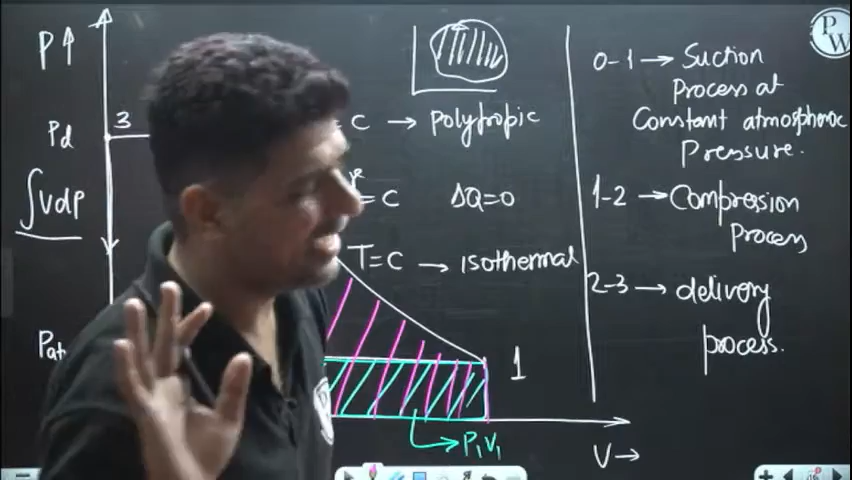 P↑
Pd
3
∫vdp
Pat
= C → polytropic
= C ΔQ=0
T=C → isothermal
1
P₁V₁
V→
0-1 → Suction
Process at
Constant atmospheric
Pressure.
1-2 → Compression
Process
2-3 → delivery
process.
PW